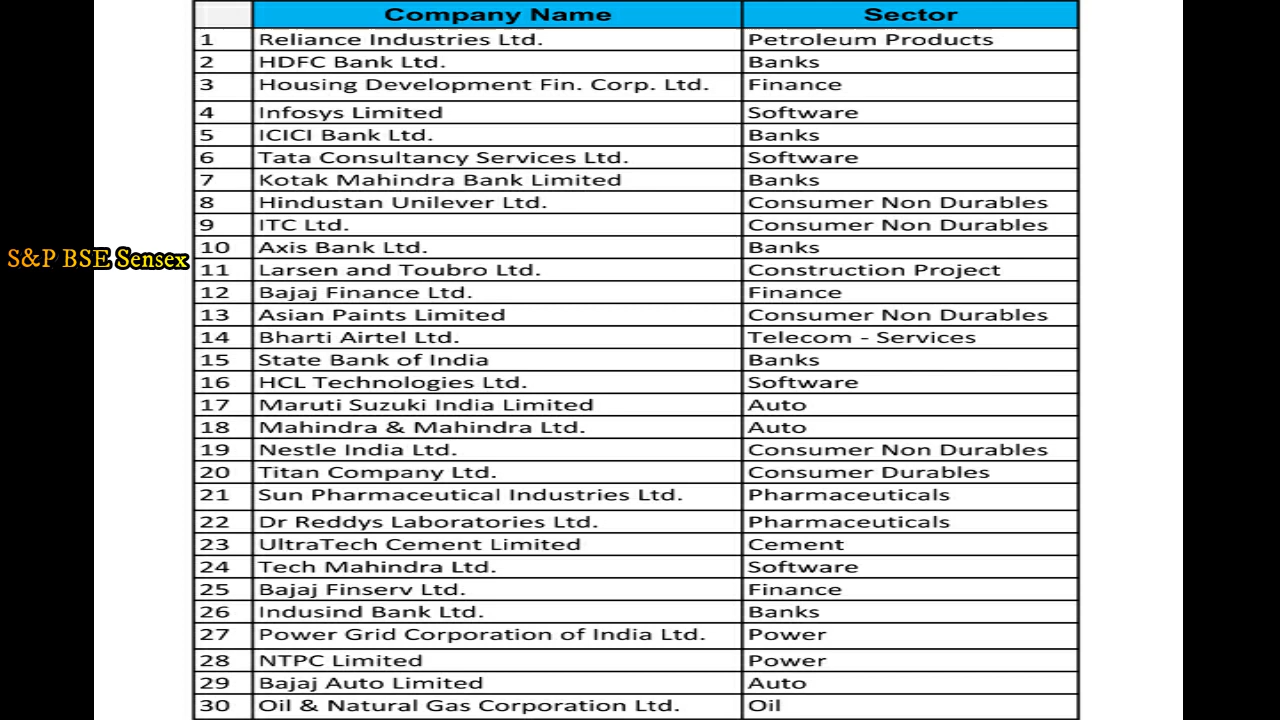 Company Name Sector
1 Reliance Industries Ltd. Petroleum Products
2 HDFC Bank Ltd. Banks
3 Housing Development Fin. Corp. Ltd. Finance
4 Infosys Limited Software
5 ICICI Bank Ltd. Banks
6 Tata Consultancy Services Ltd. Software
7 Kotak Mahindra Bank Limited Banks
8 Hindustan Unilever Ltd. Consumer Non Durables
9 ITC Ltd. Consumer Non Durables
10 Axis Bank Ltd. Banks
S&P BSE Sensex
11 Larsen and Toubro Ltd. Construction Project
12 Bajaj Finance Ltd. Finance
13 Asian Paints Limited Consumer Non Durables
14 Bharti Airtel Ltd. Telecom - Services
15 State Bank of India Banks
16 HCL Technologies Ltd. Software
17 Maruti Suzuki India Limited Auto
18 Mahindra & Mahindra Ltd. Auto
19 Nestle India Ltd. Consumer Non Durables
20 Titan Company Ltd. Consumer Durables
21 Sun Pharmaceutical Industries Ltd. Pharmaceuticals
22 Dr Reddys Laboratories Ltd. Pharmaceuticals
23 UltraTech Cement Limited Cement
24 Tech Mahindra Ltd. Software
25 Bajaj Finserv Ltd. Finance
26 Indusind Bank Ltd. Banks
27 Power Grid Corporation of India Ltd. Power
28 NTPC Limited Power
29 Bajaj Auto Limited Auto
30 Oil & Natural Gas Corporation Ltd. Oil